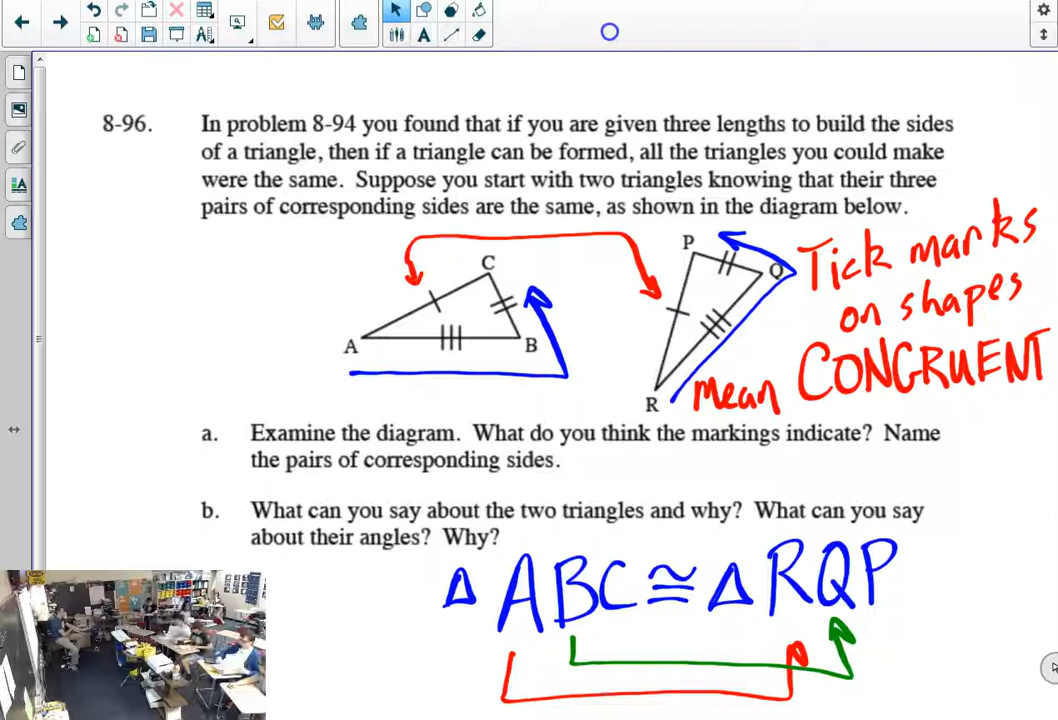 8-96. In problem 8-94 you found that if you are given three lengths to build the sides
of a triangle, then if a triangle can be formed, all the triangles you could make
were the same. Suppose you start with two triangles knowing that their three
pairs of corresponding sides are the same, as shown in the diagram below.
C
A
B
P
Q
R
Tick marks
on shapes
mean CONGRUENT
a. Examine the diagram. What do you think the markings indicate? Name
the pairs of corresponding sides.
b. What can you say about the two triangles and why? What can you say
about their angles? Why?
Δ ABC ≅ Δ RQP